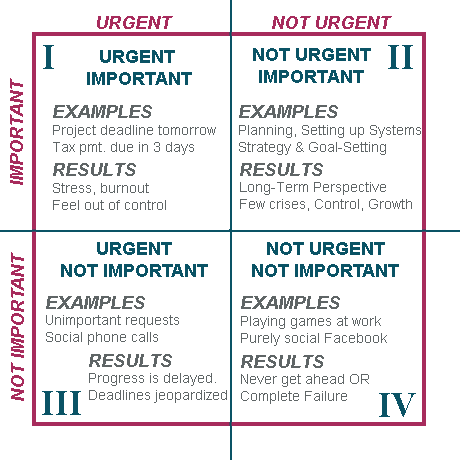 URGENT
NOT URGENT
IMPORTANT
I
URGENT
IMPORTANT
EXAMPLES
Project deadline tomorrow
Tax pmt. due in 3 days
RESULTS
Stress, burnout
Feel out of control
NOT URGENT
IMPORTANT
II
EXAMPLES
Planning, Setting up Systems
Strategy & Goal-Setting
RESULTS
Long-Term Perspective
Few crises, Control, Growth
NOT IMPORTANT
URGENT
NOT IMPORTANT
EXAMPLES
Unimportant requests
Social phone calls
RESULTS
Progress is delayed.
Deadlines jeopardized
III
NOT URGENT
NOT IMPORTANT
EXAMPLES
Playing games at work
Purely social Facebook
RESULTS
Never get ahead OR
Complete Failure
IV